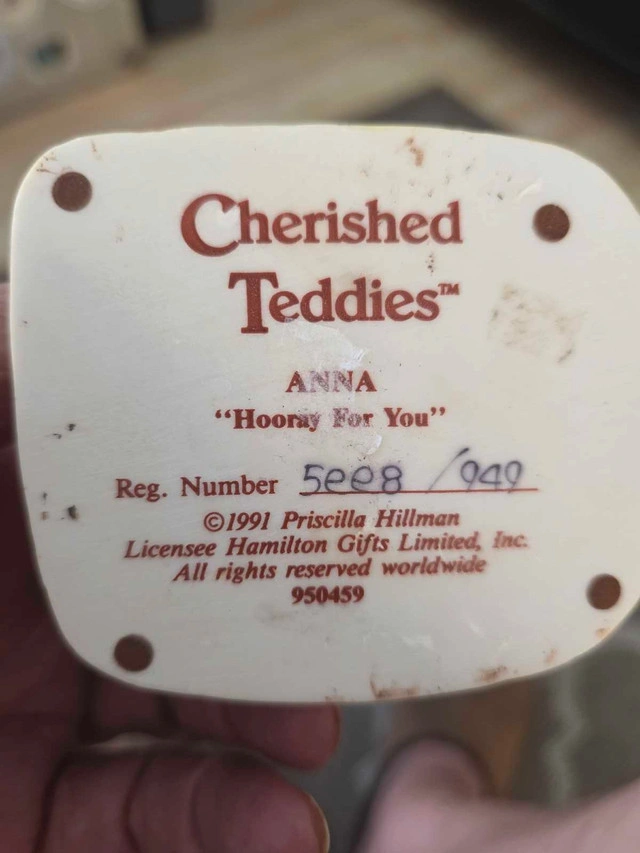 Cherished
Teddies™
ANNA
“Hooray For You”
Reg. Number 5ee8 /949
©1991 Priscilla Hillman
Licensee Hamilton Gifts Limited, Inc.
All rights reserved worldwide
950459